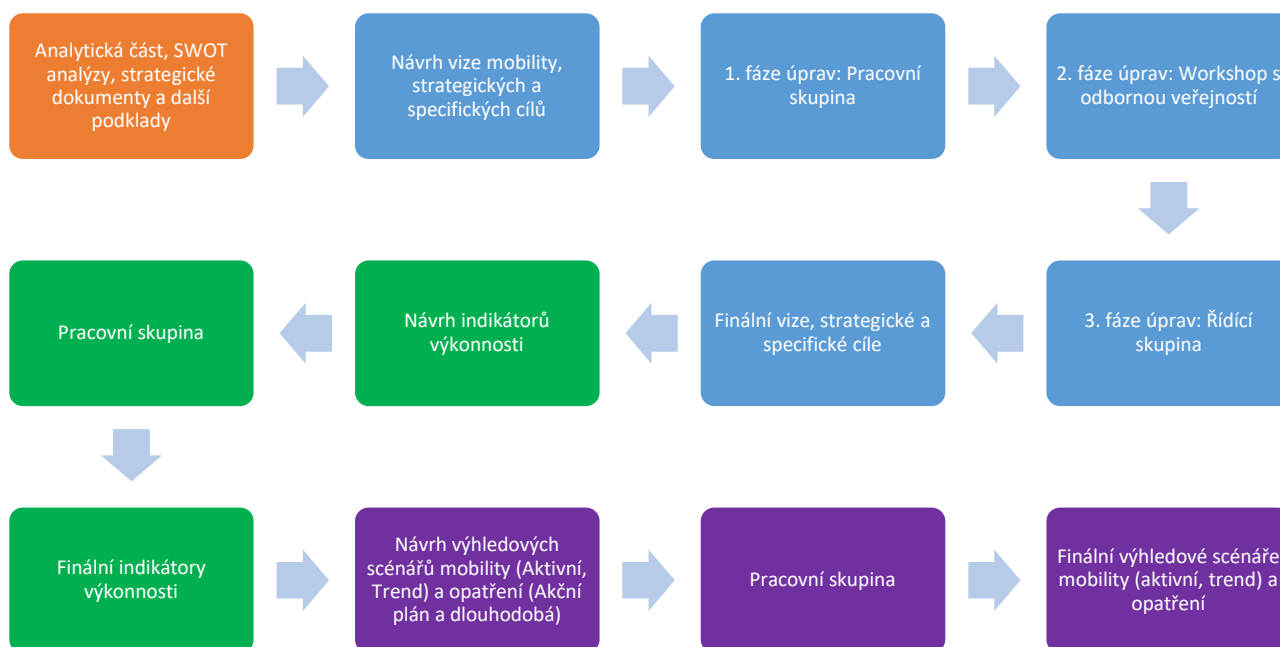 Analytická část, SWOT
analýzy, strategické
dokumenty a další
podklady
Návrh vize mobility,
strategických a
specifických cílů
1. fáze úprav: Pracovní
skupina
2. fáze úprav: Workshop s
odbornou veřejností
3. fáze úprav: Řídící
skupina
Finální vize, strategické a
specifické cíle
Návrh indikátorů
výkonnosti
Pracovní skupina
Finální indikátory
výkonnosti
Návrh výhledových
scénářů mobility (Aktivní,
Trend) a opatření (Akční
plán a dlouhodobá)
Pracovní skupina
Finální výhledové scénáře
mobility (aktivní, trend) a
opatření